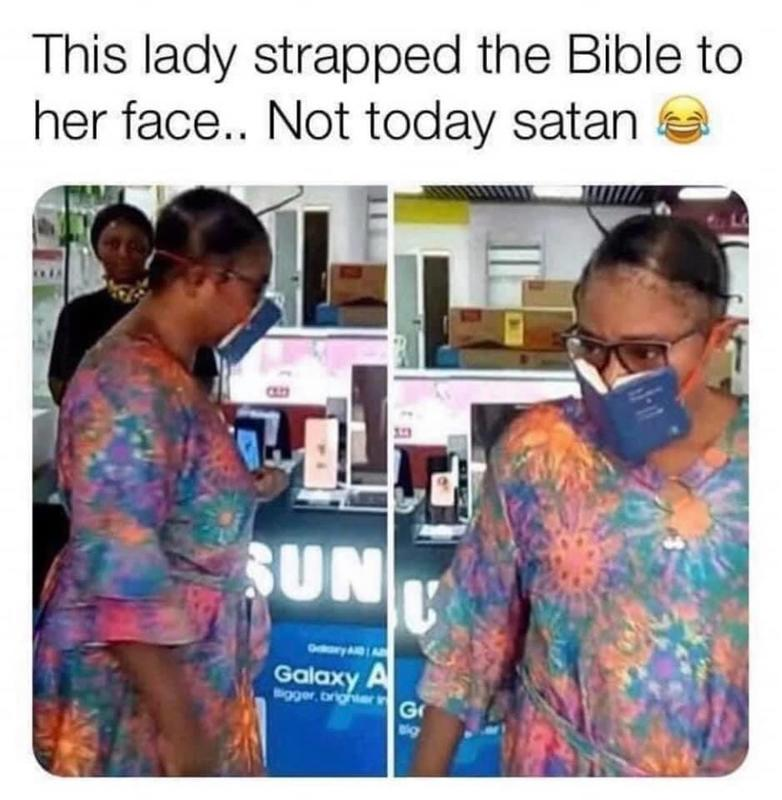 This lady strapped the Bible to
her face.. Not today satan 😂
SUN
Galaxy A
Bigger, brighter
U